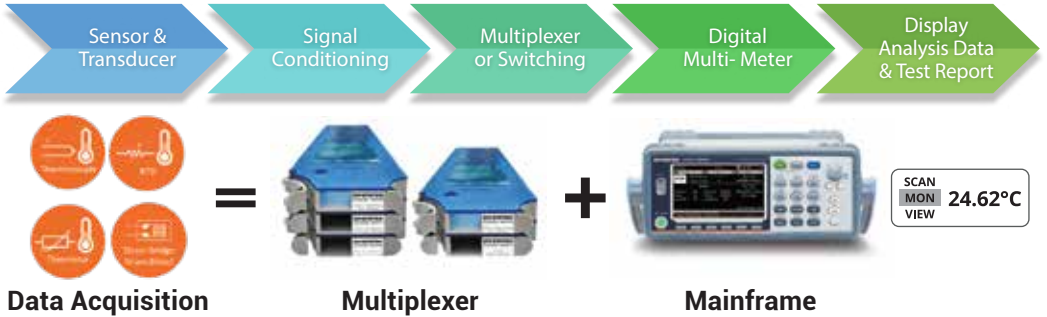 Sensor &
Transducer
Signal
Conditioning
Multiplexer
or Switching
Digital
Multi- Meter
Display
Analysis Data
& Test Report
Thermocouple
RTD
Thermistor
=
+
SCAN
MON
VIEW
24.62°C
Data Acquisition
Multiplexer
Mainframe